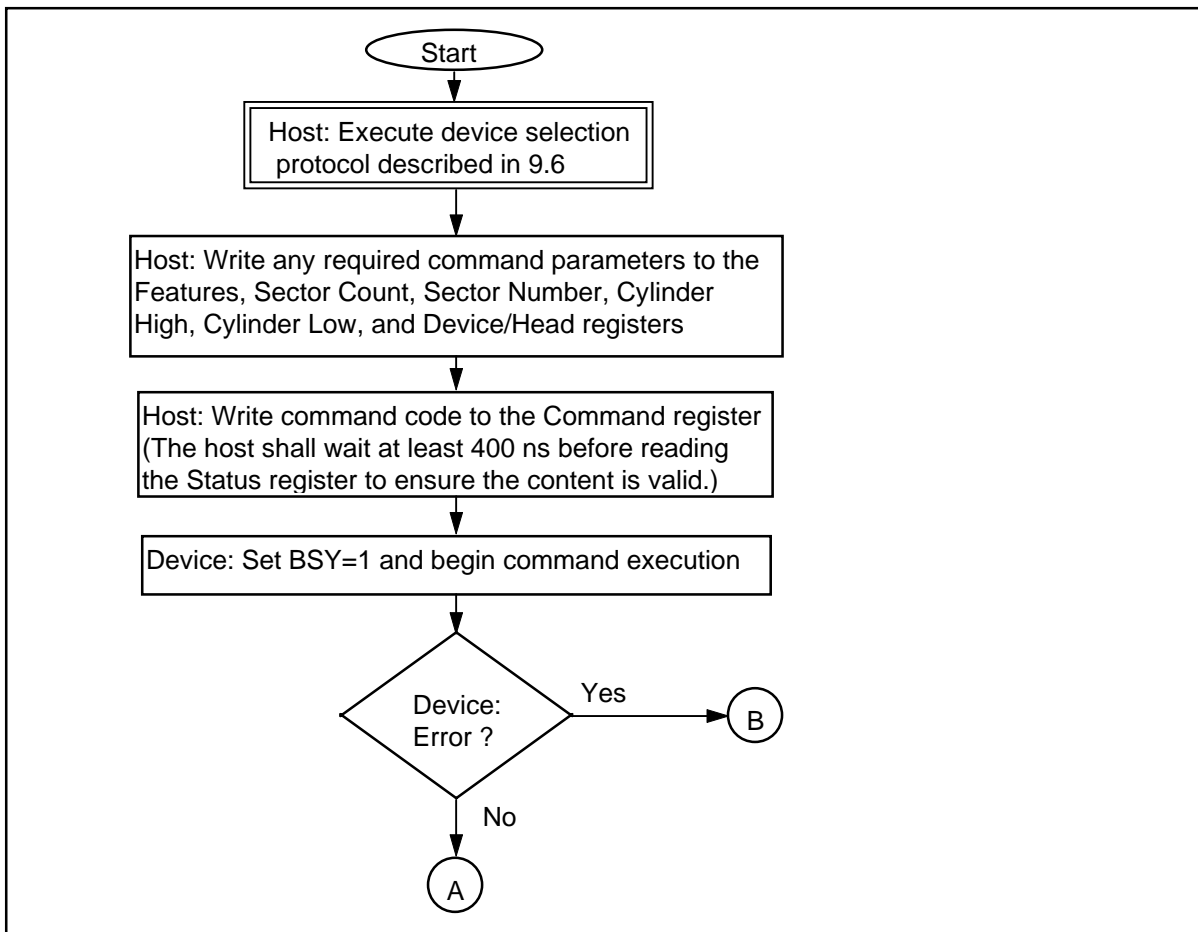 Start
Host: Execute device selection
protocol described in 9.6
Host: Write any required command parameters to the
Features, Sector Count, Sector Number, Cylinder
High, Cylinder Low, and Device/Head registers
Host: Write command code to the Command register
(The host shall wait at least 400 ns before reading
the Status register to ensure the content is valid.)
Device: Set BSY=1 and begin command execution
Device:
Error ?
Yes
B
No
A